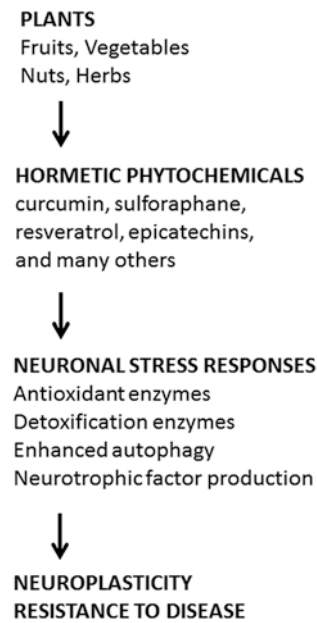 PLANTS
Fruits, Vegetables
Nuts, Herbs
HORMETIC PHYTOCHEMICALS
curcumin, sulforaphane,
resveratrol, epicatechins,
and many others
NEURONAL STRESS RESPONSES
Antioxidant enzymes
Detoxification enzymes
Enhanced autophagy
Neurotrophic factor production
NEUROPLASTICITY
RESISTANCE TO DISEASE